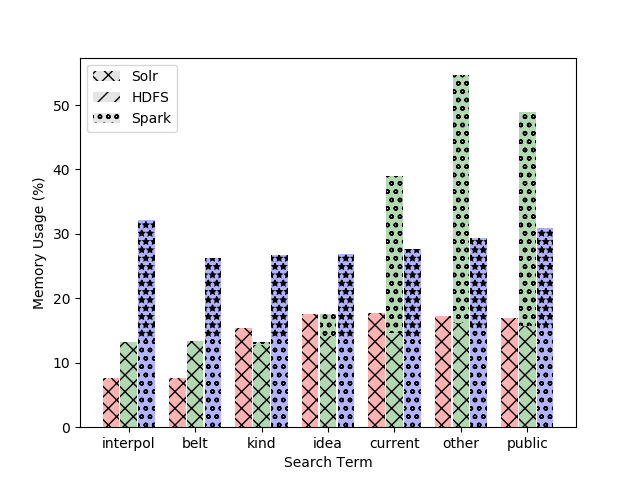 Solr
HDFS
Spark
50
40
30
20
10
0
Memory Usage (%)
interpol belt kind idea current other public
Search Term